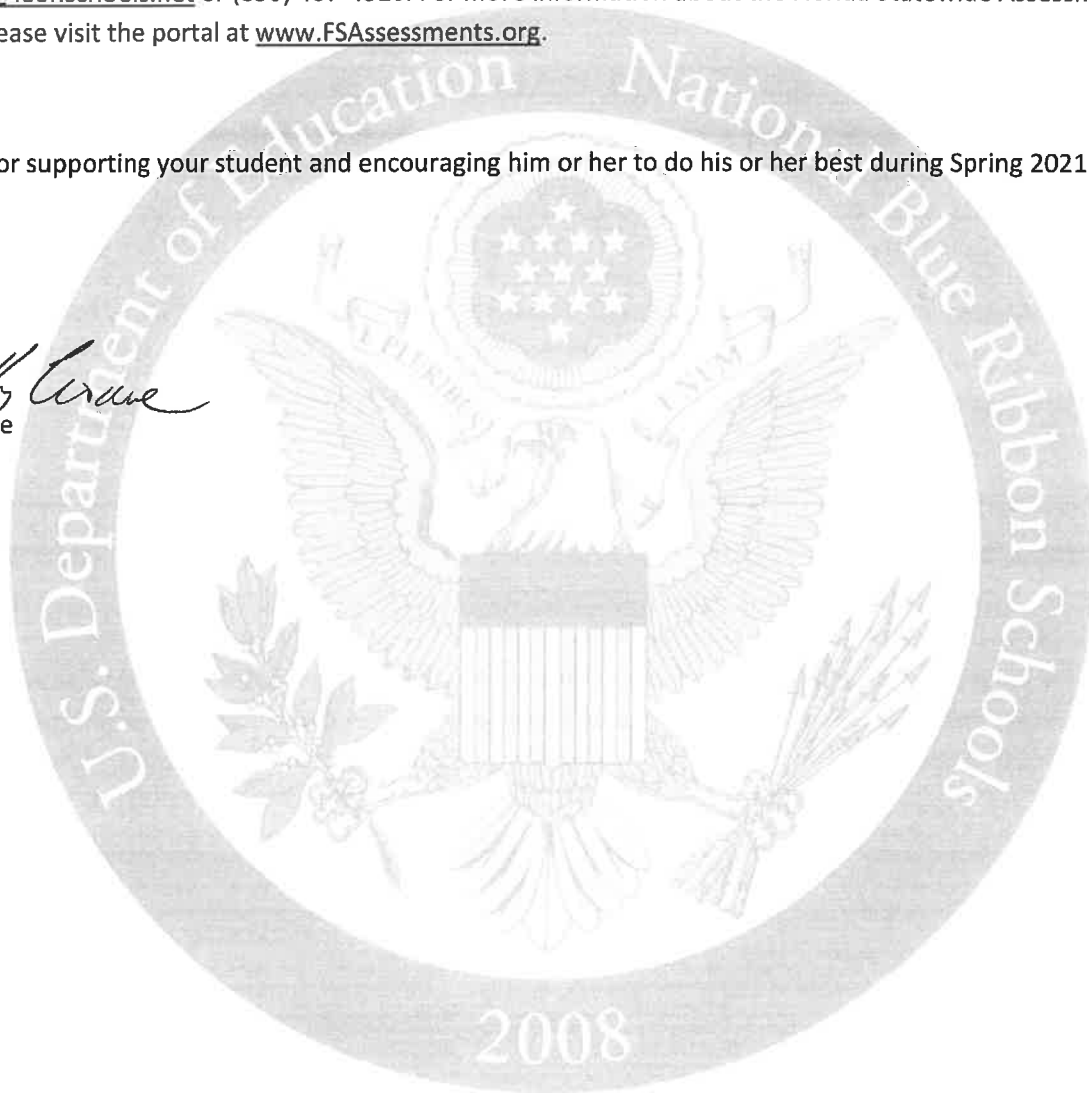 ease visit the portal at www.FSAssessments.org.
or supporting your student and encouraging him or her to do his or her best during Spring 2021
e
U.S. Department of Education National Blue Ribbon Schools
E PLURIBUS UNUM
2008